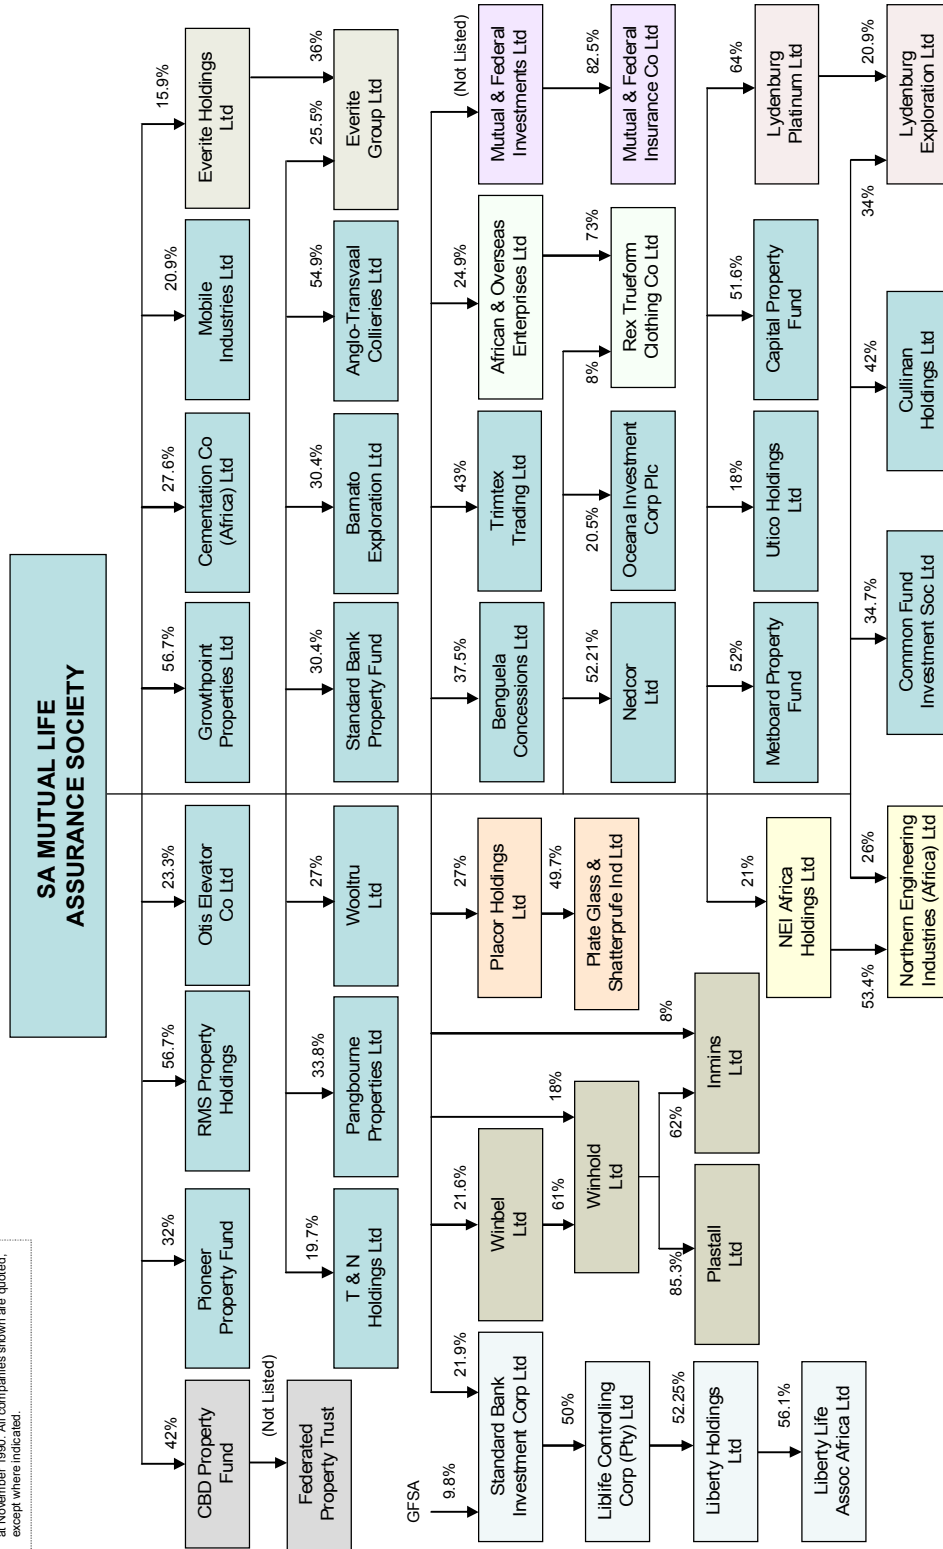 at November 1990. All companies shown are quoted,
except where indicated.
SA MUTUAL LIFE
ASSURANCE SOCIETY
42%
32%
56.7%
23.3%
56.7%
27.6%
20.9%
15.9%
CBD Property
Fund
Pioneer
Property Fund
RMS Property
Holdings
Otis Elevator
Co Ltd
Growthpoint
Properties Ltd
Cementation Co
(Africa) Ltd
Mobile
Industries Ltd
Everite Holdings
Ltd
(Not Listed)
19.7%
33.8%
27%
30.4%
30.4%
54.9%
25.5%
36%
Federated
Property Trust
T & N
Holdings Ltd
Pangbourne
Properties Ltd
Wooltru
Ltd
Standard Bank
Property Fund
Barnato
Exploration Ltd
Anglo-Transvaal
Collieries Ltd
Everite
Group Ltd
GFSA
9.8%
21.9%
21.6%
27%
37.5%
43%
24.9%
(Not Listed)
Standard Bank
Investment Corp Ltd
Winbel
Ltd
Placor Holdings
Ltd
Benguela
Concessions Ltd
Trimtex
Trading Ltd
African & Overseas
Enterprises Ltd
Mutual & Federal
Investments Ltd
50%
61%
18%
49.7%
52.21%
20.5%
8%
73%
82.5%
Liblife Controlling
Corp (Pty) Ltd
Winhold
Ltd
Plate Glass &
Shatterprufe Ind Ltd
Nedcor
Ltd
Oceana Investment
Corp Plc
Rex Trueform
Clothing Co Ltd
Mutual & Federal
Insurance Co Ltd
52.25%
85.3%
62%
8%
21%
52%
18%
51.6%
64%
Liberty Holdings
Ltd
Plastall
Ltd
Inmins
Ltd
NEI Africa
Holdings Ltd
Metboard Property
Fund
Utico Holdings
Ltd
Capital Property
Fund
Lydenburg
Platinum Ltd
56.1%
53.4%
26%
34.7%
42%
34%
20.9%
Liberty Life
Assoc Africa Ltd
Northern Engineering
Industries (Africa) Ltd
Common Fund
Investment Soc Ltd
Cullinan
Holdings Ltd
Lydenburg
Exploration Ltd